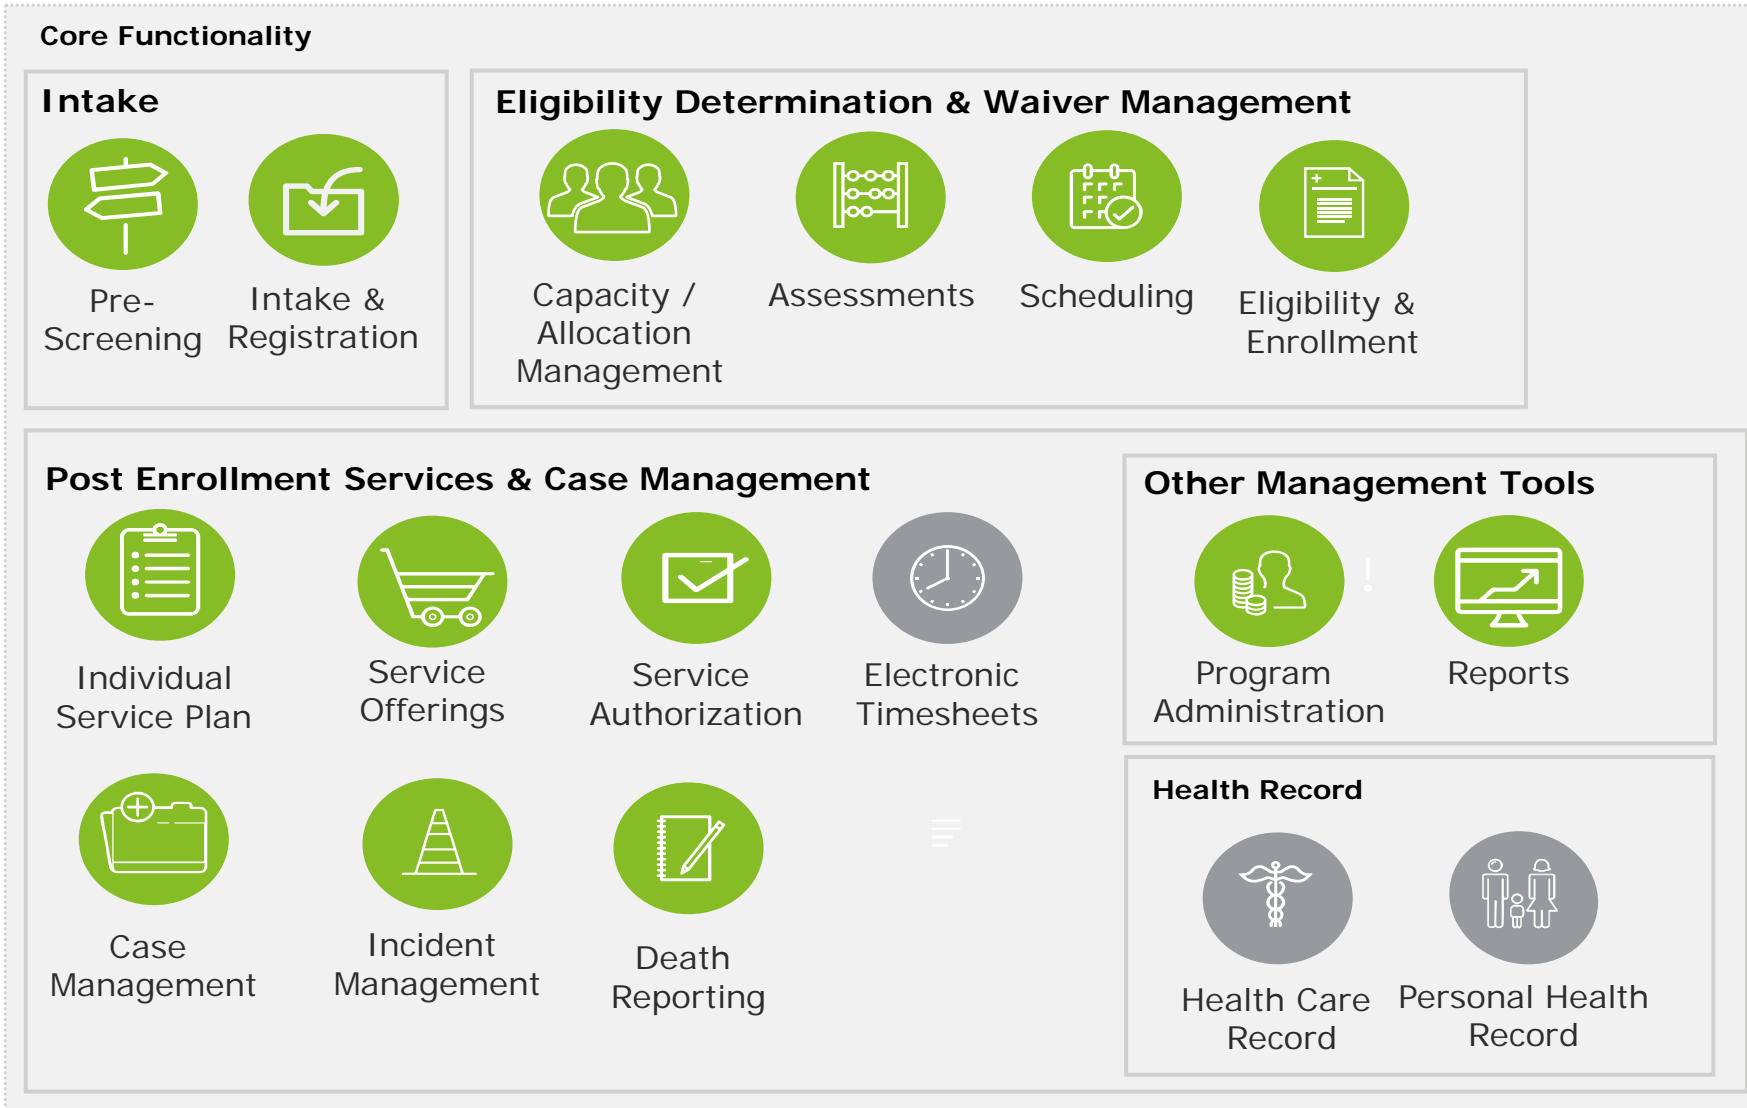 Core Functionality
Intake
Pre-
Screening
Intake &
Registration
Eligibility Determination & Waiver Management
Capacity /
Allocation
Management
Assessments
Scheduling
Eligibility &
Enrollment
Post Enrollment Services & Case Management
Individual
Service Plan
Service
Offerings
Service
Authorization
Electronic
Timesheets
Case
Management
Incident
Management
Death
Reporting
Other Management Tools
Program
Administration
!
Reports
Health Record
Health Care
Record
Personal Health
Record